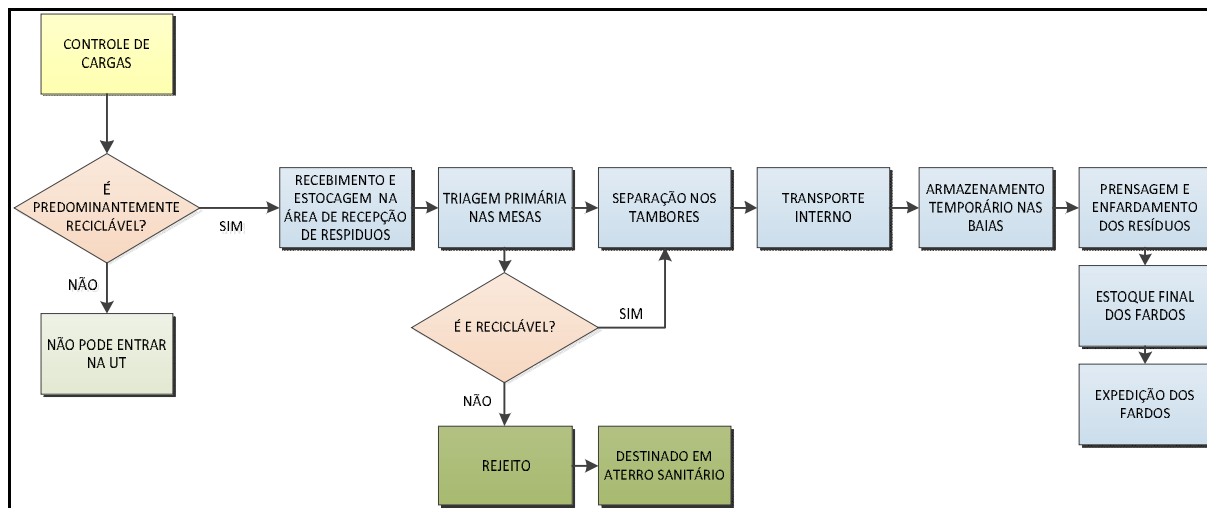 CONTROLE DE
CARGAS
É
PREDOMINANTEMENTE
RECICLÁVEL?
SIM
NÃO
NÃO PODE ENTRAR
NA UT
RECEBIMENTO E
ESTOCAGEM NA
ÁREA DE RECEPÇÃO
DE RESPIDUOS
TRIAGEM PRIMÁRIA
NAS MESAS
SEPARAÇÃO NOS
TAMBORES
TRANSPORTE
INTERNO
ARMAZENAMENTO
TEMPORÁRIO NAS
BAIAS
PRENSAGEM E
ENFARDAMENTO
DOS RESÍDUOS
É E RECICLÁVEL?
SIM
NÃO
ESTOQUE FINAL
DOS FARDOS
EXPEDIÇÃO DOS
FARDOS
REJEITO
DESTINADO EM
ATERRO SANITÁRIO